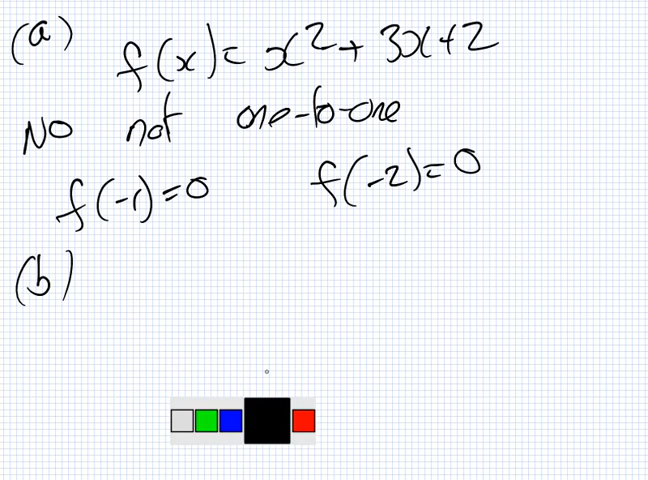 (a) f(x) = x² + 3x + 2
No not one-to-one
f(-1) = 0 f(-2) = 0
(b)